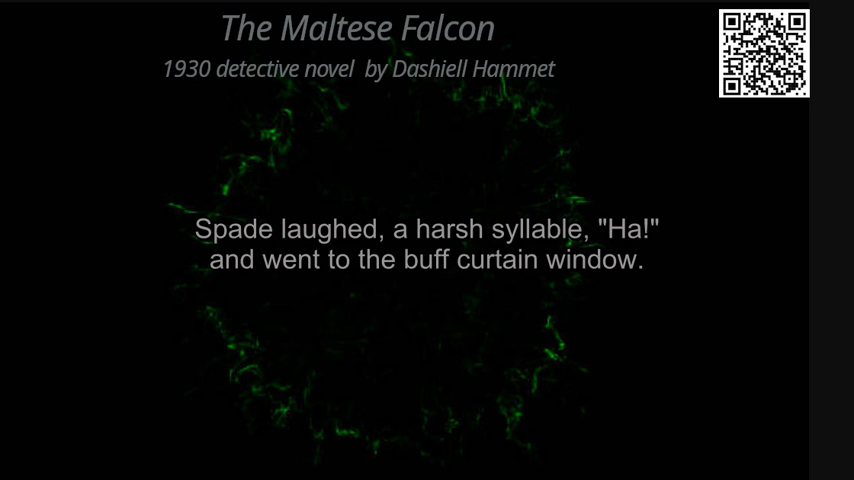 The Maltese Falcon
1930 detective novel by Dashiell Hammet
Spade laughed, a harsh syllable, "Ha!"
and went to the buff curtain window.